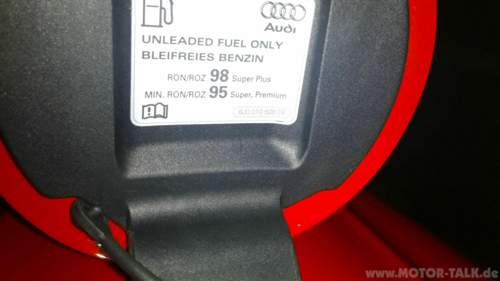 Audi
UNLEADED FUEL ONLY
BLEIFREIES BENZIN
RON/ROZ 98 Super Plus
MIN. RON/ROZ 95 Super, Premium
www.MOTOR-TALK.de